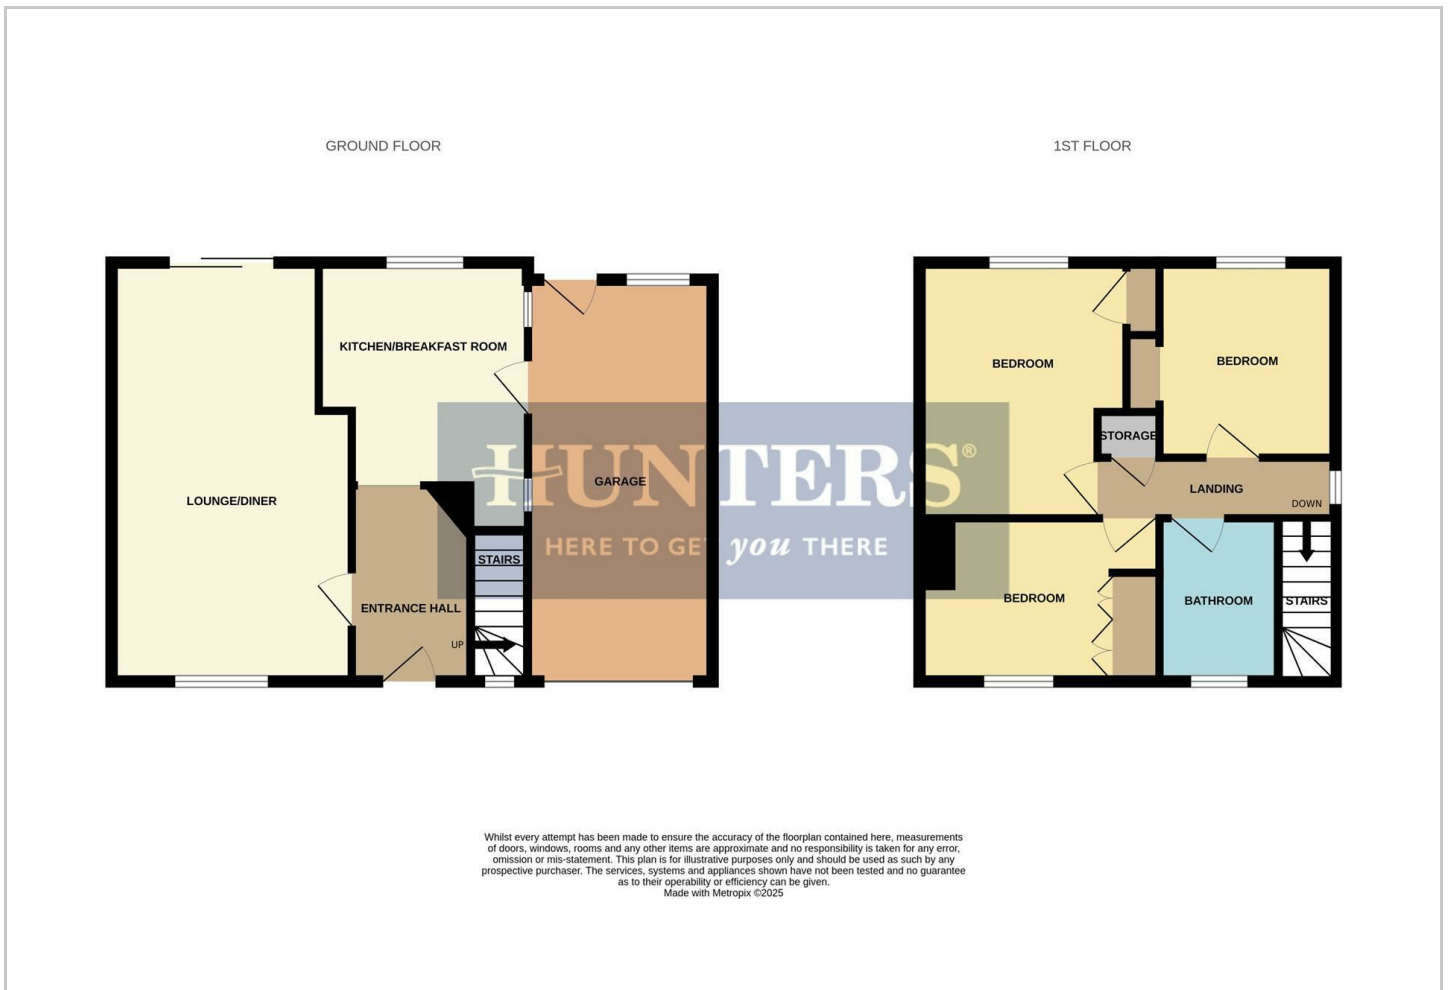 GROUND FLOOR
1ST FLOOR
KITCHEN/BREAKFAST ROOM
LOUNGE/DINER
GARAGE
STAIRS
ENTRANCE HALL
UP
BEDROOM
BEDROOM
STORAGE
LANDING
DOWN
BEDROOM
BATHROOM
STAIRS
HUNTERS®
HERE TO GET you THERE
Whilst every attempt has been made to ensure the accuracy of the floorplan contained here, measurements
of doors, windows, rooms and any other items are approximate and no responsibility is taken for any error,
omission or mis-statement. This plan is for illustrative purposes only and should be used as such by any
prospective purchaser. The services, systems and appliances shown have not been tested and no guarantee
as to their operability or efficiency can be given.
Made with Metropix ©2025